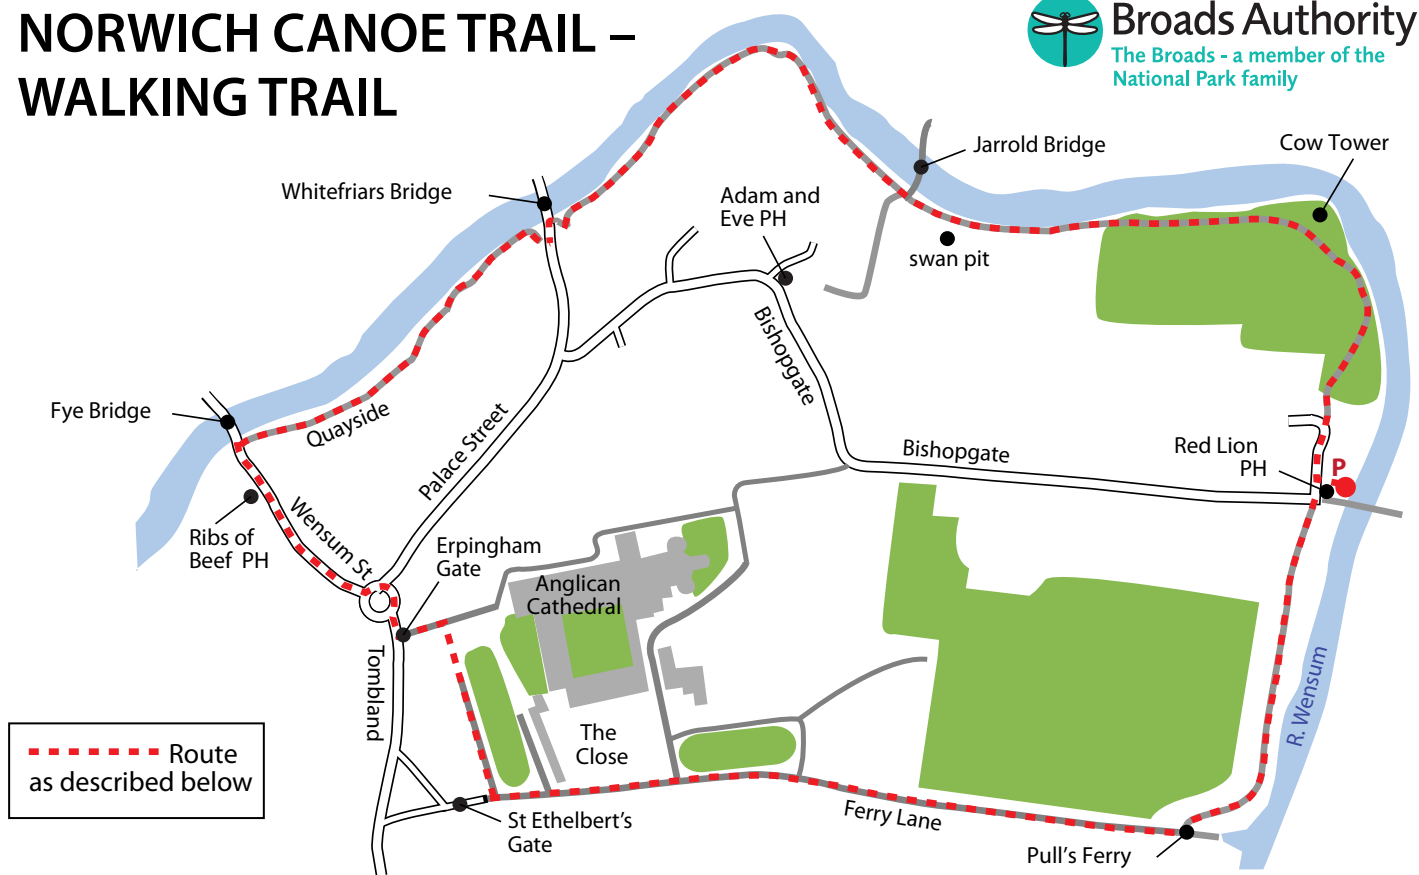 NORWICH CANOE TRAIL –
WALKING TRAIL
Broads Authority
The Broads - a member of the
National Park family
Jarrold Bridge
Cow Tower
Whitefriars Bridge
Adam and
Eve PH
swan pit
Bishopgate
Fye Bridge
Quayside
Palace Street
Bishopgate
Red Lion
PH
P
Ribs of
Beef PH
Wensum St
Erpingham
Gate
Anglican
Cathedral
Tombland
The
Close
R. Wensum
Route
as described below
St Ethelbert's
Gate
Ferry Lane
Pull's Ferry